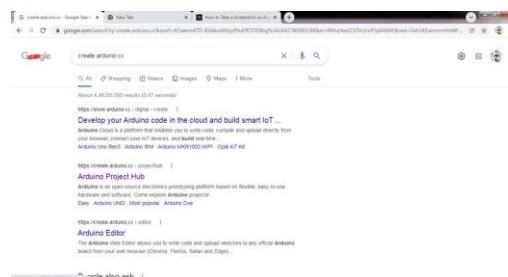 create.arduino.cc - Google Sear
New Tab
How to Take a Screenshot on A
google.com/search?q=create.arduino.cc
Google
create.arduino.cc
All
Shopping
Videos
Images
Maps
More
Tools
About 4,48,00,000 results (0.47 seconds)
https://store.arduino.cc › digital › create
Develop your Arduino code in the cloud and build smart IoT ...
Arduino Cloud is a platform that enables you to write code, compile and upload directly from
your browser, connect your IoT devices, and build real-time ...
Arduino Uno Rev3 Arduino SIM Arduino MKR1000 WIFI Oplà IoT Kit
https://create.arduino.cc › projecthub
Arduino Project Hub
Arduino is an open-source electronics prototyping platform based on flexible, easy-to-use
hardware and software. Come explore Arduino projects!
Easy Arduino UNO Most popular Arduino Due
https://create.arduino.cc › editor
Arduino Editor
The Arduino Web Editor allows you to write code and upload sketches to any official Arduino
board from your web browser (Chrome, Firefox, Safari and Edge) ...
People also ask